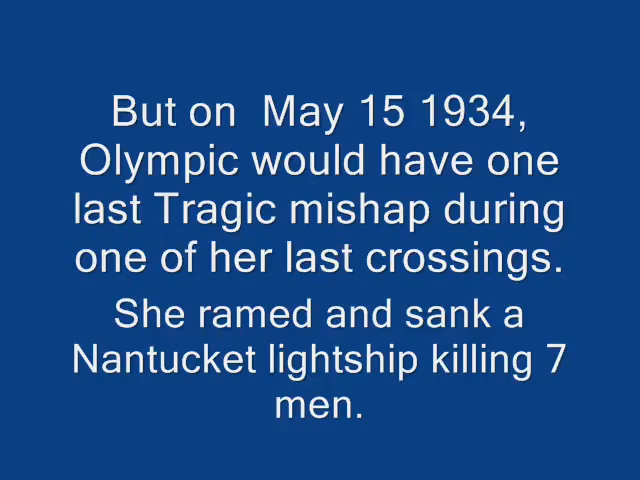 But on  May 15 1934,
Olympic would have one
last Tragic mishap during
one of her last crossings.
She ramed and sank a
Nantucket lightship killing 7
men.